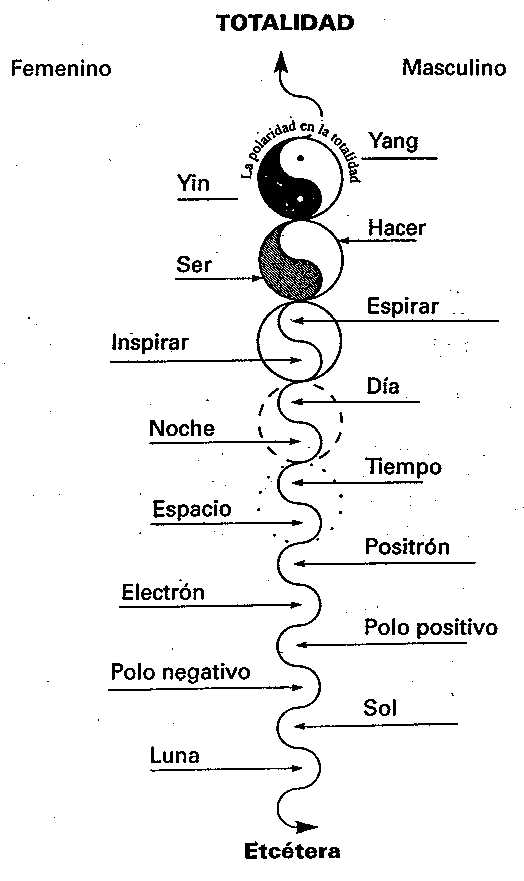 TOTALIDAD
Femenino
Masculino
La polaridad en la totalidad
Yang
Yin
Hacer
Ser
Espirar
Inspirar
Día
Noche
Tiempo
Espacio
Positrón
Electrón
Polo positivo
Polo negativo
Sol
Luna
Etcétera